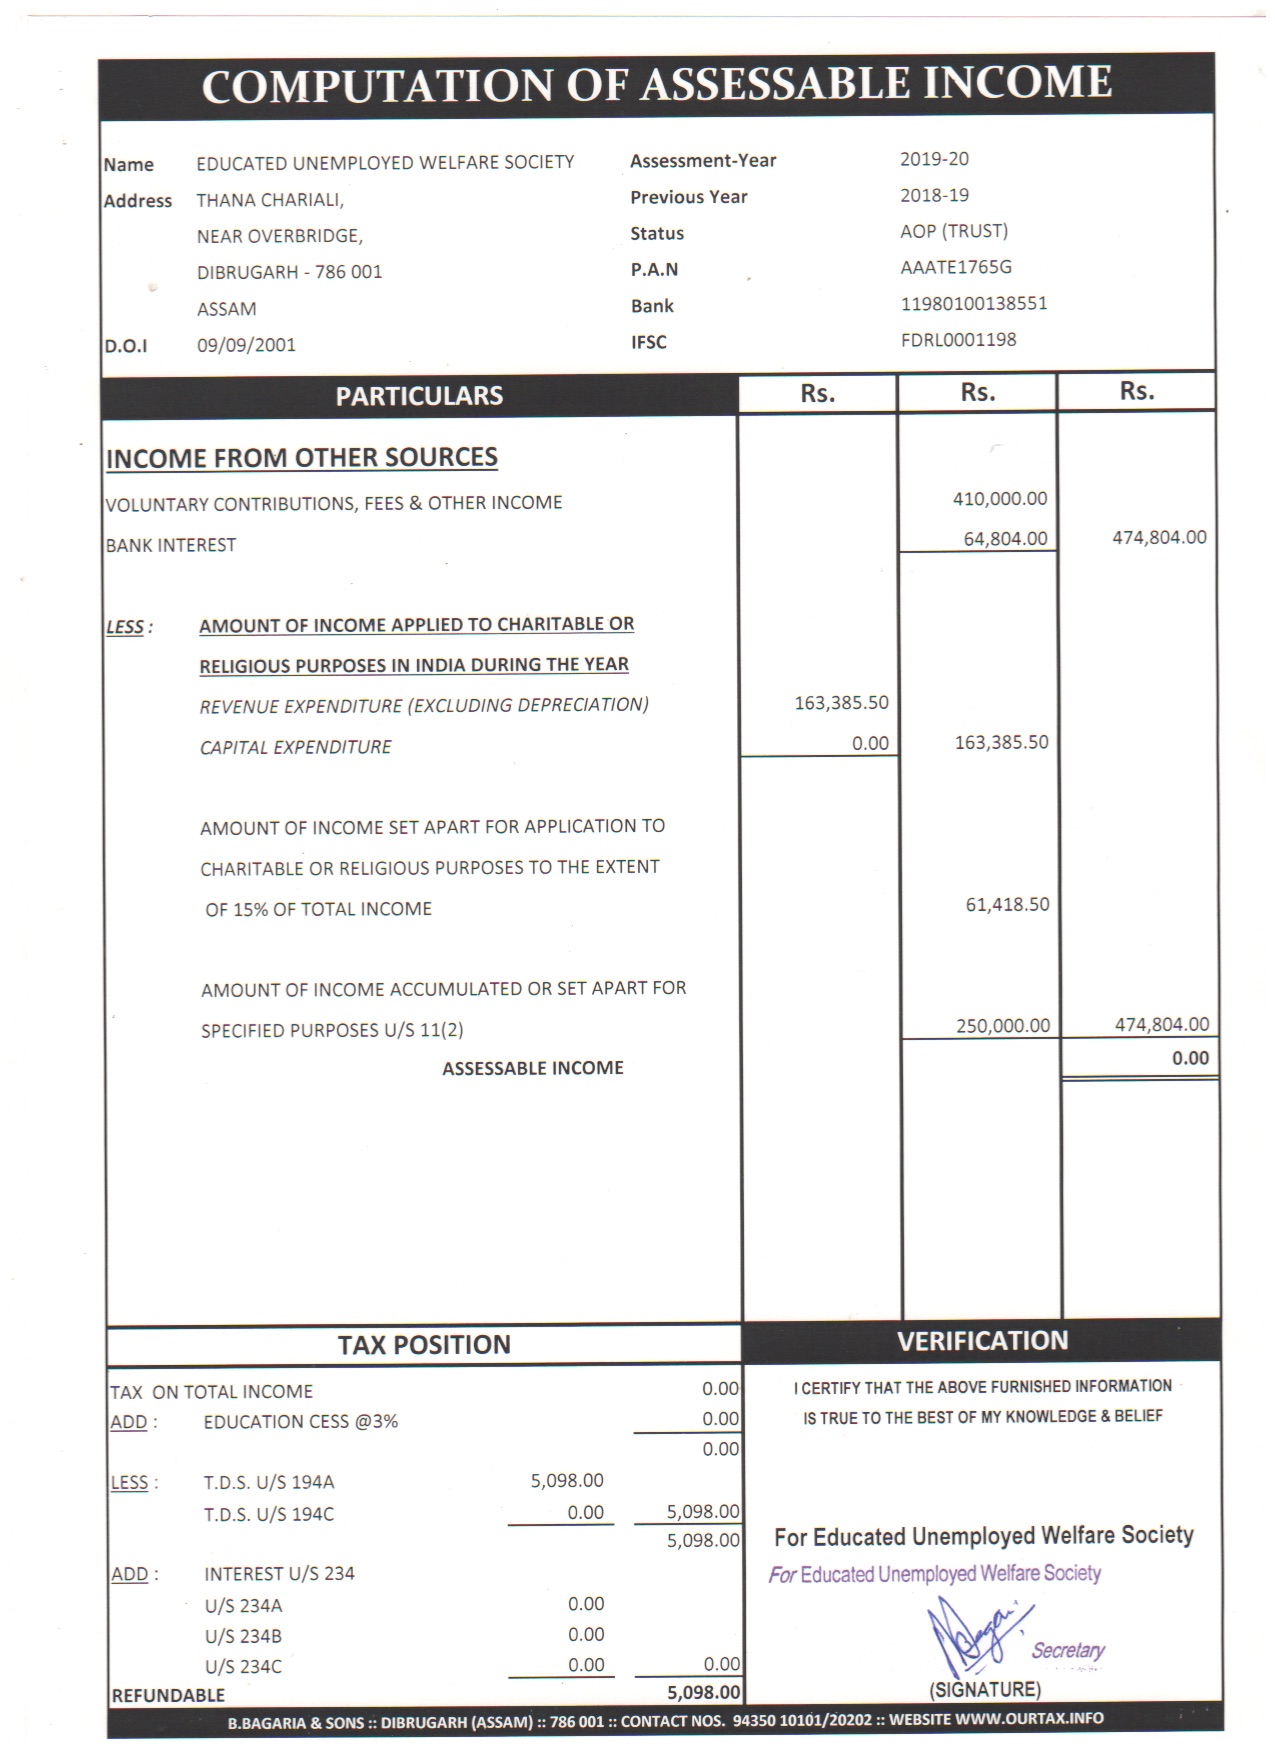 COMPUTATION OF ASSESSABLE INCOME
Name EDUCATED UNEMPLOYED WELFARE SOCIETY Assessment-Year 2019-20
Address THANA CHARIALI, Previous Year 2018-19
NEAR OVERBRIDGE, Status AOP (TRUST)
DIBRUGARH - 786 001 P.A.N AAATE1765G
ASSAM Bank 11980100138551
D.O.I 09/09/2001 IFSC FDRL0001198
PARTICULARS Rs. Rs. Rs.
INCOME FROM OTHER SOURCES
VOLUNTARY CONTRIBUTIONS, FEES & OTHER INCOME 410,000.00
BANK INTEREST 64,804.00 474,804.00
LESS : AMOUNT OF INCOME APPLIED TO CHARITABLE OR
RELIGIOUS PURPOSES IN INDIA DURING THE YEAR
REVENUE EXPENDITURE (EXCLUDING DEPRECIATION) 163,385.50
CAPITAL EXPENDITURE 0.00 163,385.50
AMOUNT OF INCOME SET APART FOR APPLICATION TO
CHARITABLE OR RELIGIOUS PURPOSES TO THE EXTENT
OF 15% OF TOTAL INCOME 61,418.50
AMOUNT OF INCOME ACCUMULATED OR SET APART FOR
SPECIFIED PURPOSES U/S 11(2) 250,000.00 474,804.00
ASSESSABLE INCOME 0.00
TAX POSITION
TAX ON TOTAL INCOME 0.00
ADD : EDUCATION CESS @3% 0.00
0.00
LESS : T.D.S. U/S 194A 5,098.00
T.D.S. U/S 194C 0.00 5,098.00
5,098.00
ADD : INTEREST U/S 234
U/S 234A 0.00
U/S 234B 0.00
U/S 234C 0.00 0.00
REFUNDABLE 5,098.00
VERIFICATION
I CERTIFY THAT THE ABOVE FURNISHED INFORMATION
IS TRUE TO THE BEST OF MY KNOWLEDGE & BELIEF
For Educated Unemployed Welfare Society
For Educated Unemployed Welfare Society
Secretary
(SIGNATURE)
B.BAGARIA & SONS :: DIBRUGARH (ASSAM) :: 786 001 :: CONTACT NOS. 94350 10101/20202 :: WEBSITE WWW.OURTAX.INFO